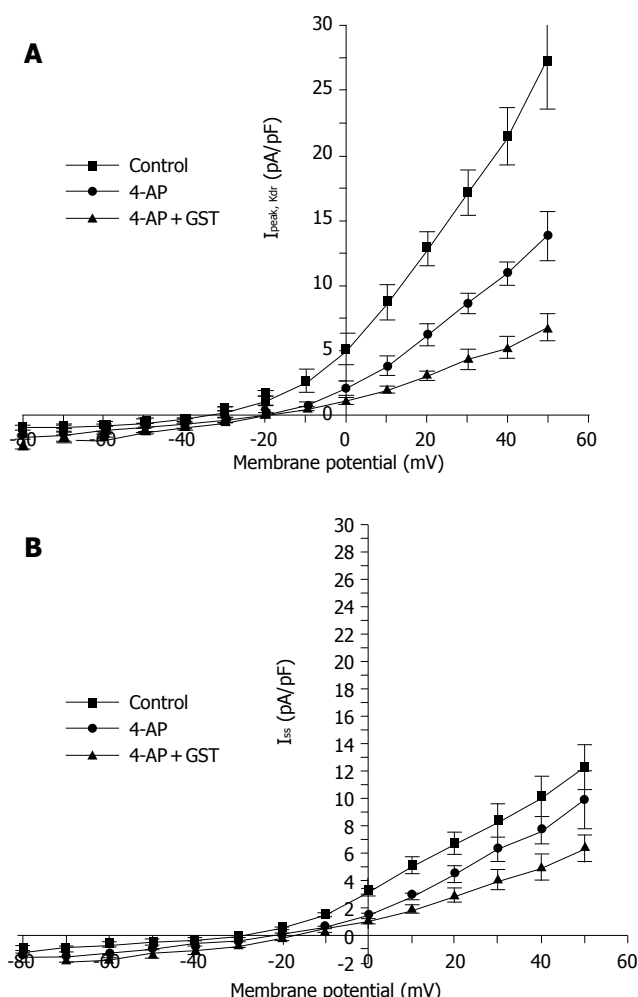 A
30
25
20
15
10
5
0
I peak, Kdr (pA/pF)
Control
4-AP
4-AP + GST
-80 -60 -40 -20 0 20 40 60
Membrane potential (mV)
B
30
28
26
24
22
20
18
16
14
12
10
8
6
4
2
0
-2
I ss (pA/pF)
Control
4-AP
4-AP + GST
-80 -60 -40 -20 0 20 40 60
Membrane potential (mV)